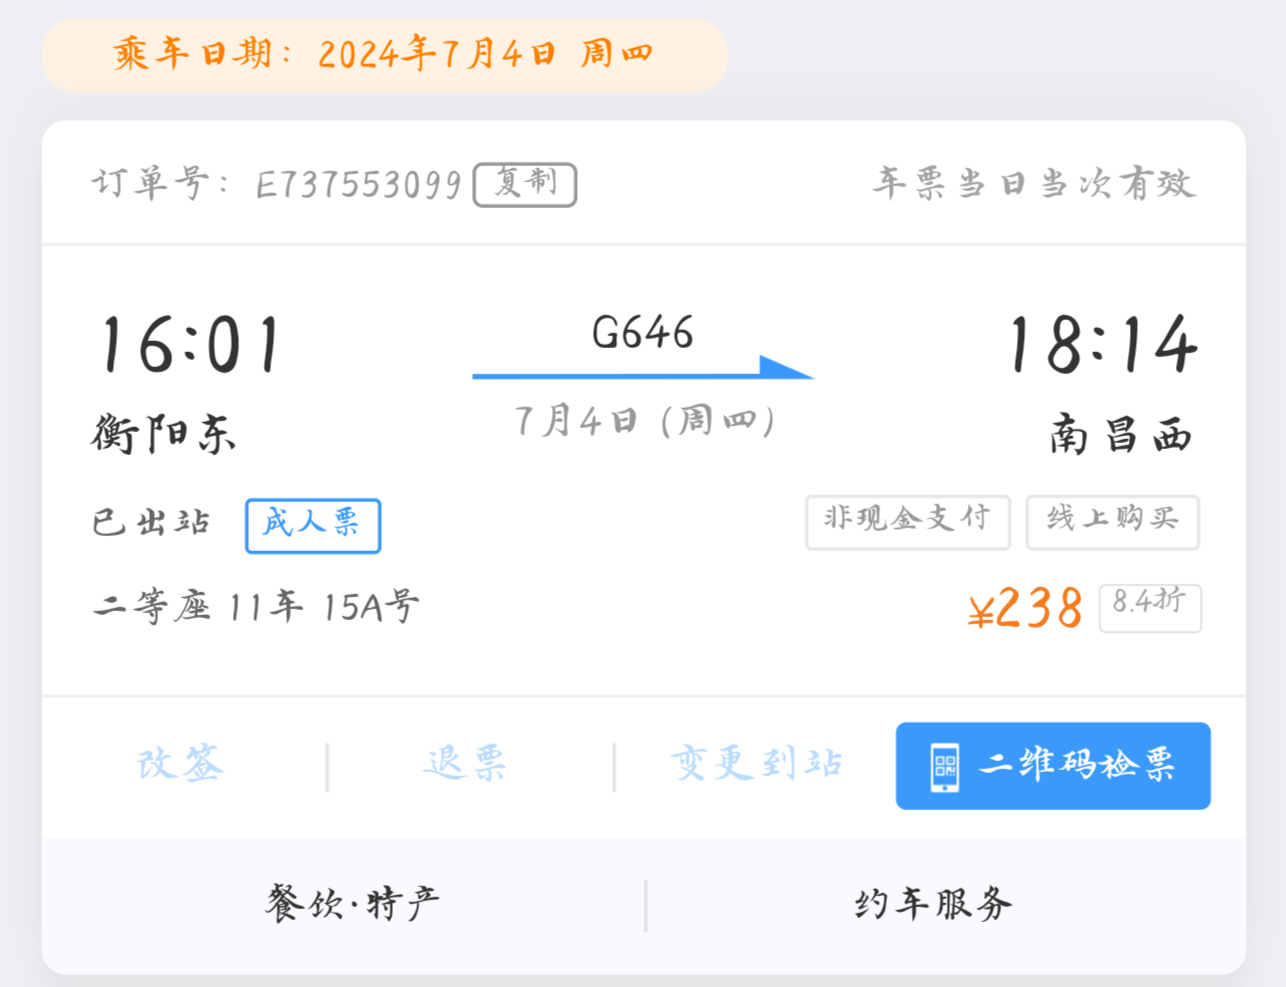 乘车日期：2024年7月4日 周四
订单号：E737553099 复制 车票当日当次有效
16:01 G646 18:14
衡阳东 7月4日（周四） 南昌西
已出站 成人票 非现金支付 线上购买
二等座 11车 15A号 ¥238 8.4折
改签 退票 变更到站 二维码检票
餐饮·特产 约车服务